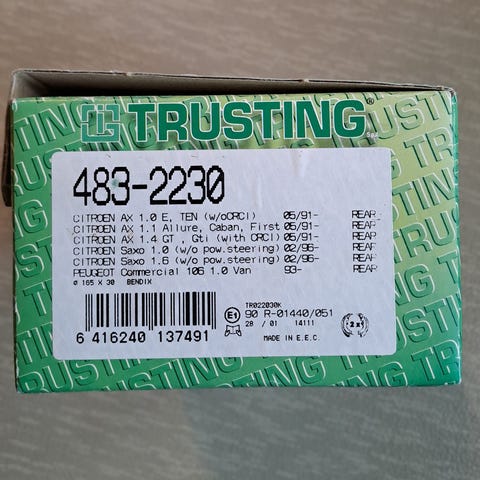 TRUSTING®
483-2230
CITROEN AX 1.0 E, TEN (w/oCRCI) 05/91- REAR
CITROEN AX 1.1 Allure, Caban, First 05/91- REAR
CITROEN AX 1.4 GT , Gti (with CRCI) 05/91- REAR
CITROEN Saxo 1.0 (w/o pow.steering) 02/96- REAR
CITROEN Saxo 1.6 (w/o pow.steering) 02/96- REAR
PEUGEOT Commercial 106 1.0 Van 93- REAR
ø 165 X 30 BENDIX
TR022030K
E1 90 R-01440/051
28 / 01 14111
MADE IN E.E.C.
2x
6 416240 137491